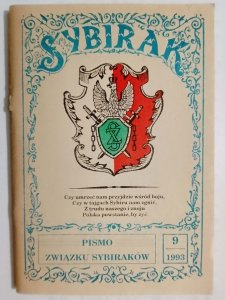 SYBIRAK
Czy umrzeć nam przyjdzie wśród boju,
Czy w tajgach Sybiru nam zgnić,
Z trudu naszego i znoju
Polska powstanie, by żyć
PISMO
ZWIĄZKU SYBIRAKÓW
9
1993